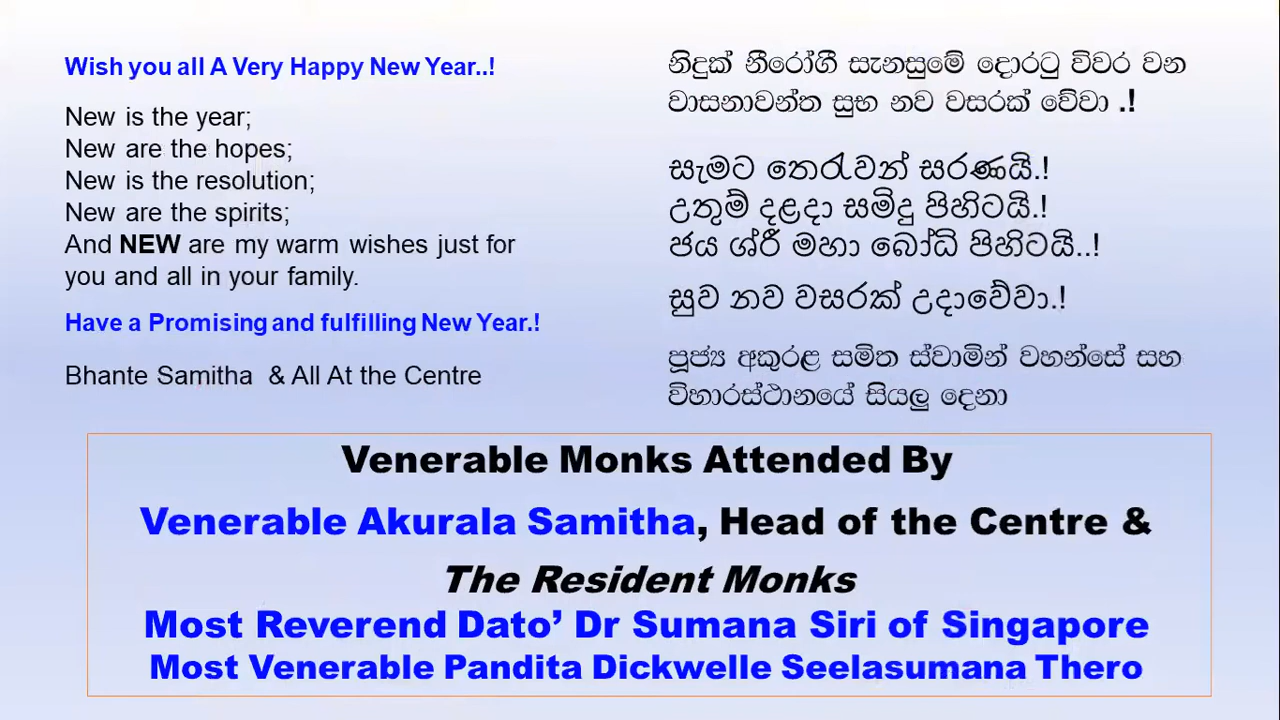 Wish you all A Very Happy New Year..!
New is the year;
New are the hopes;
New is the resolution;
New are the spirits;
And NEW are my warm wishes just for
you and all in your family.
Have a Promising and fulfilling New Year.!
Bhante Samitha & All At the Centre
නිදුක් නීරෝගී සැනසුමේ දොරටු විවර වන
වාසනාවන්ත සුභ නව වසරක් වේවා .!
සැමට තෙරැවන් සරණයි.!
උතුම් දළදා සමිදු පිහිටයි.!
ජය ශ්රී මහා බෝධි පිහිටයි..!
සුව නව වසරක් උදාවේවා.!
පූජ්‍ය අකුරළ සමිත ස්වාමින් වහන්සේ සහ
විහාරස්ථානයේ සියලු දෙනා
Venerable Monks Attended By
Venerable Akurala Samitha, Head of the Centre &
The Resident Monks
Most Reverend Dato’ Dr Sumana Siri of Singapore
Most Venerable Pandita Dickwelle Seelasumana Thero